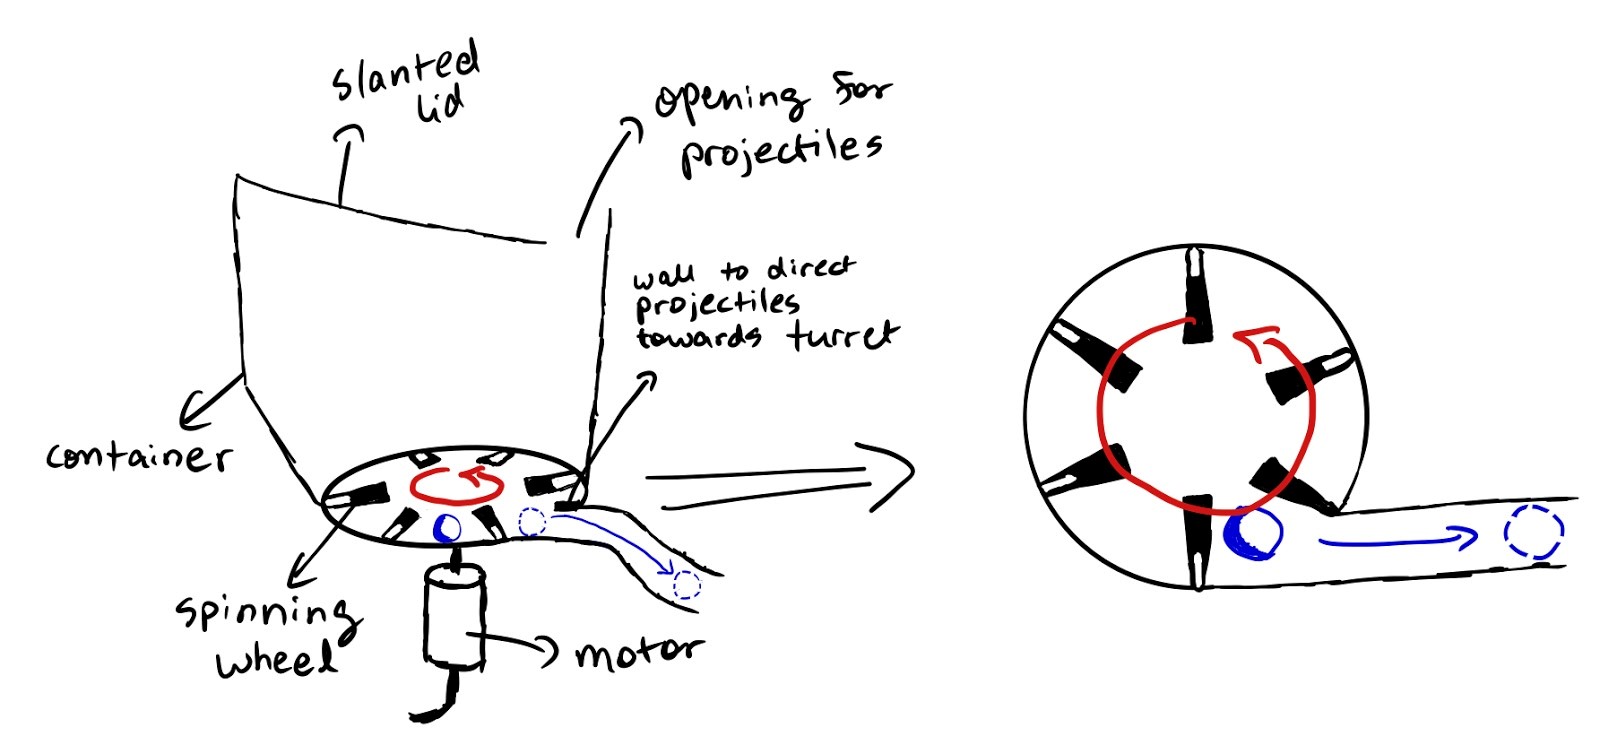 slanted
lid
opening for
projectiles
wall to direct
projectiles
towards turret
container
spinning
wheel
motor